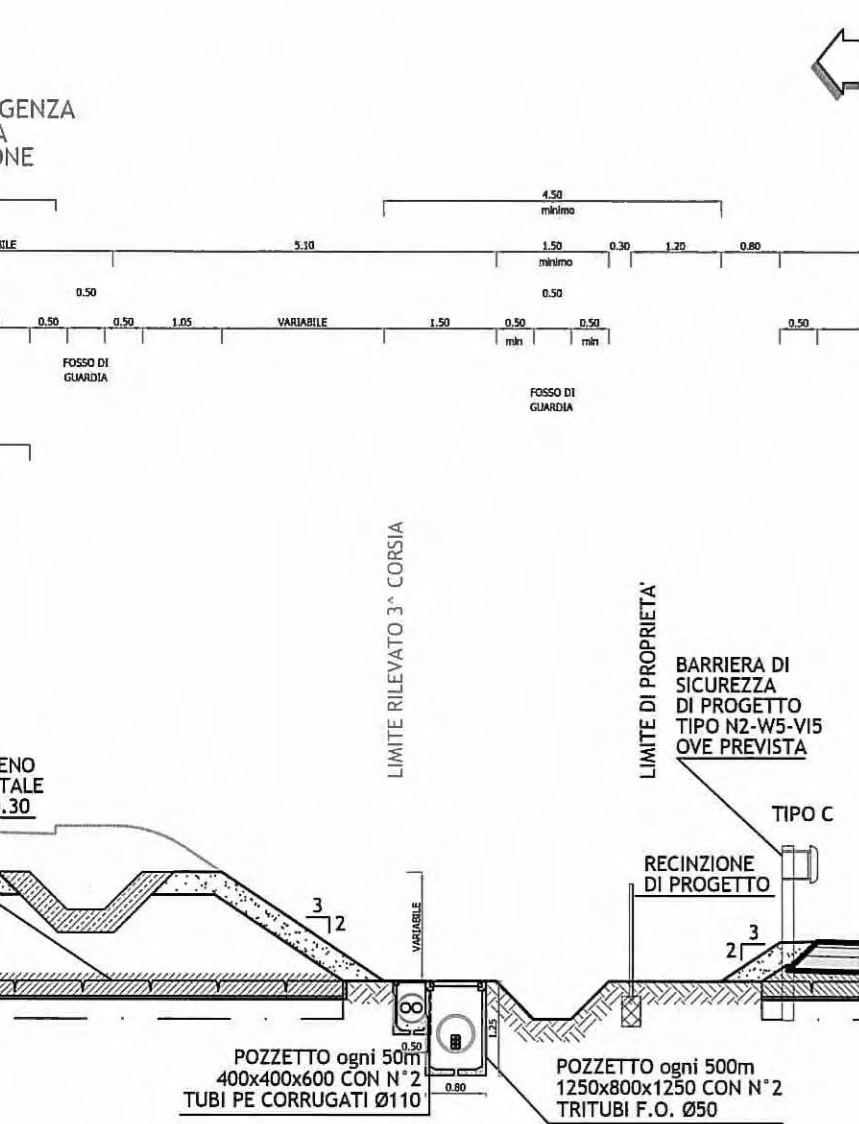 GENZA
A
ONE
4.50
minimo
BILE
5.10
1.50
minimo
0.30
1.20
0.80
0.50
0.50
0.50
0.50
1.05
VARIABILE
1.50
0.50
min
0.50
min
0.50
FOSSO DI
GUARDIA
FOSSO DI
GUARDIA
LIMITE RILEVATO 3^ CORSIA
LIMITE DI PROPRIETA'
BARRIERA DI
SICUREZZA
DI PROGETTO
TIPO N2-W5-VI5
OVE PREVISTA
ENO
TALE
.30
TIPO C
RECINZIONE
DI PROGETTO
3
2
VARIABILE
3
2
0.50
1.25
0.80
POZZETTO ogni 50m
400x400x600 CON N°2
TUBI PE CORRUGATI Ø110
POZZETTO ogni 500m
1250x800x1250 CON N°2
TRITUBI F.O. Ø50